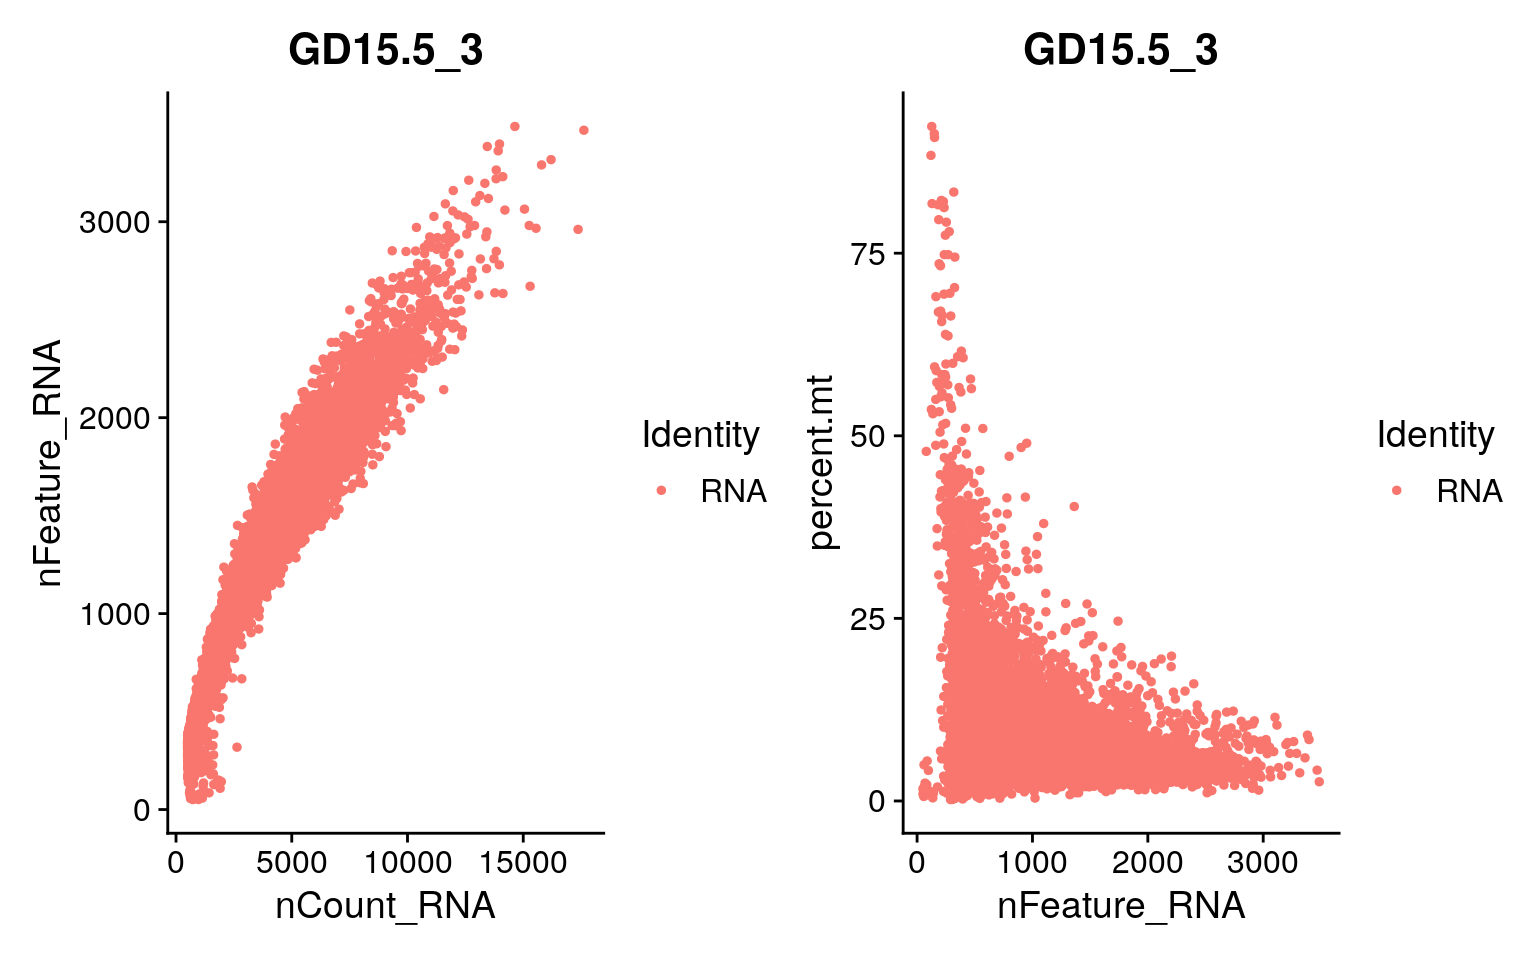 GD15.5_3
nFeature_RNA
3000
2000
1000
0
0 5000 10000 15000
nCount_RNA
Identity
RNA
GD15.5_3
percent.mt
75
50
25
0
0 1000 2000 3000
nFeature_RNA
Identity
RNA